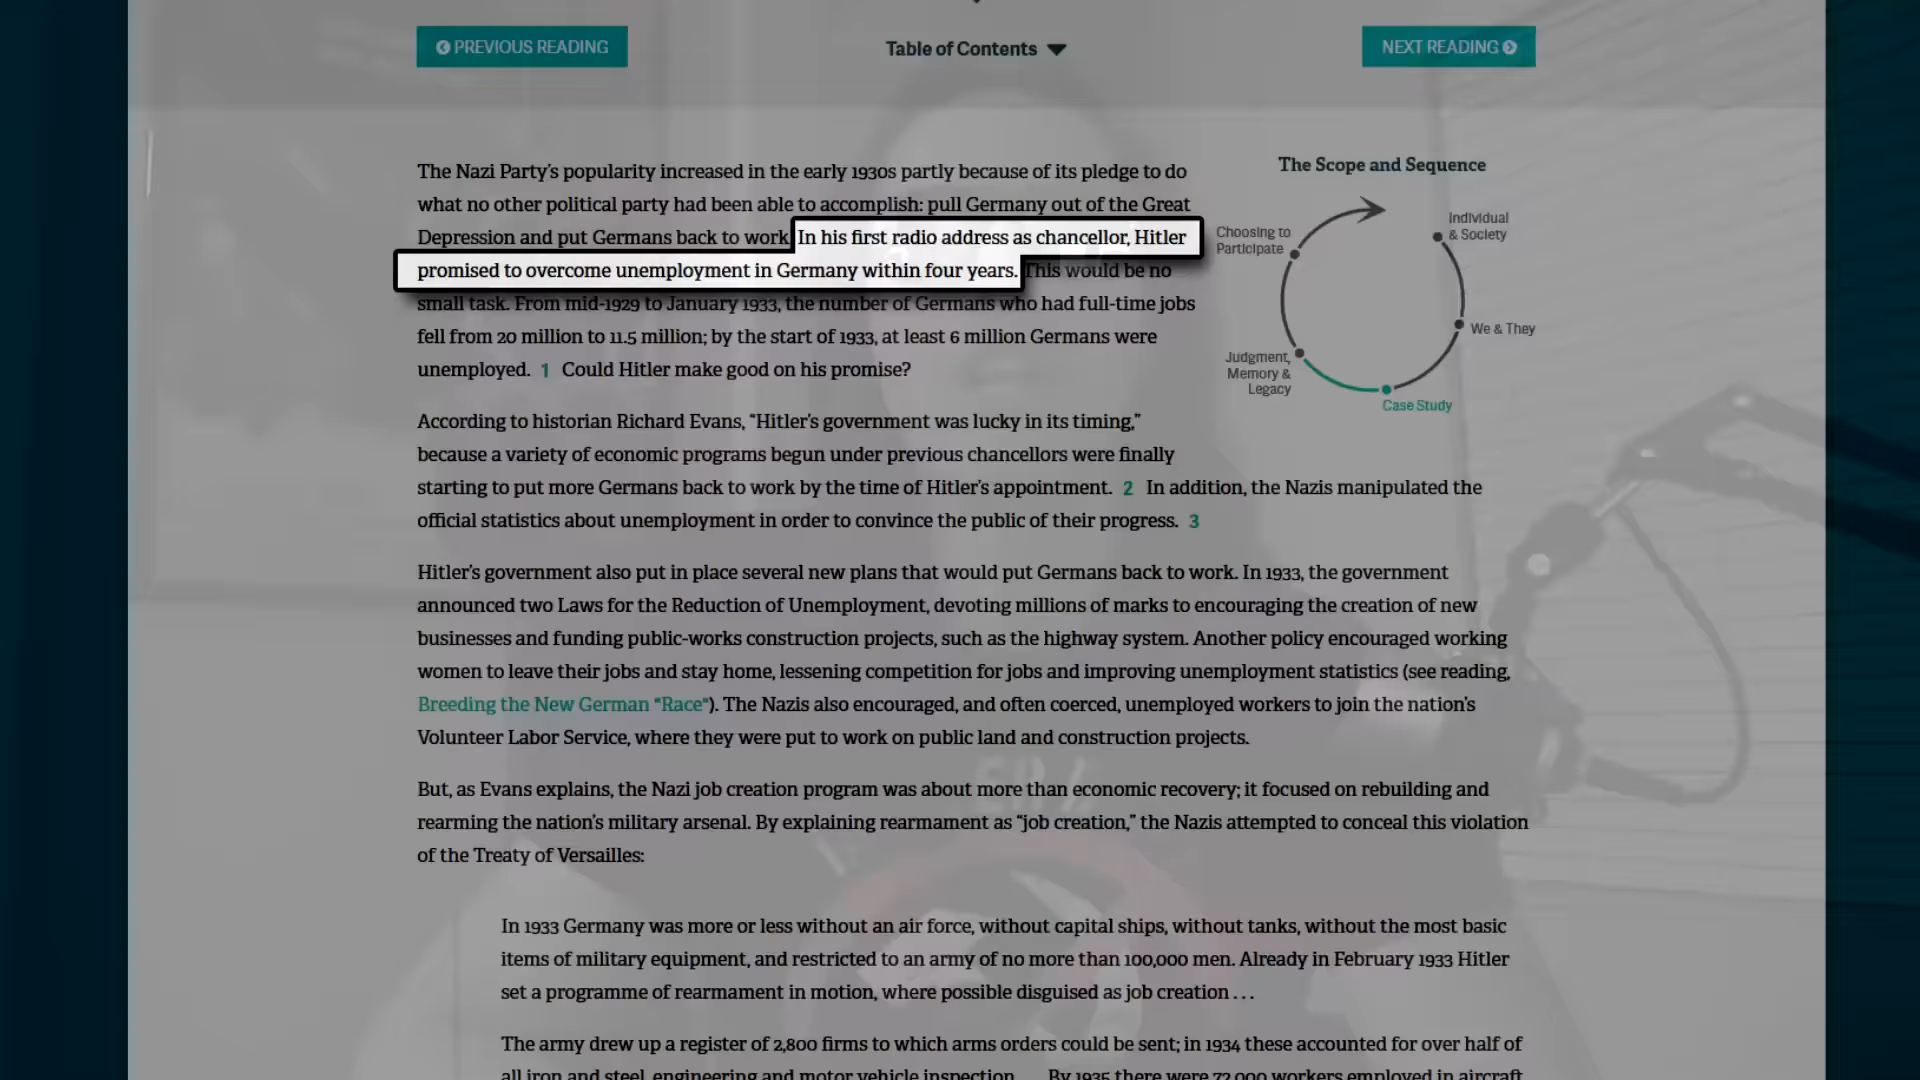 PREVIOUS READING
Table of Contents
NEXT READING
The Nazi Party's popularity increased in the early 1930s partly because of its pledge to do
what no other political party had been able to accomplish: pull Germany out of the Great
Depression and put Germans back to work. In his first radio address as chancellor, Hitler
promised to overcome unemployment in Germany within four years. This would be no
small task. From mid-1929 to January 1933, the number of Germans who had full-time jobs
fell from 20 million to 11.5 million; by the start of 1933, at least 6 million Germans were
unemployed. 1 Could Hitler make good on his promise?
The Scope and Sequence
Individual
& Society
Choosing to
Participate
We & They
Judgment,
Memory &
Legacy
Case Study
According to historian Richard Evans, “Hitler's government was lucky in its timing,”
because a variety of economic programs begun under previous chancellors were finally
starting to put more Germans back to work by the time of Hitler's appointment. 2 In addition, the Nazis manipulated the
official statistics about unemployment in order to convince the public of their progress. 3
Hitler's government also put in place several new plans that would put Germans back to work. In 1933, the government
announced two Laws for the Reduction of Unemployment, devoting millions of marks to encouraging the creation of new
businesses and funding public-works construction projects, such as the highway system. Another policy encouraged working
women to leave their jobs and stay home, lessening competition for jobs and improving unemployment statistics (see reading,
Breeding the New German “Race“). The Nazis also encouraged, and often coerced, unemployed workers to join the nation's
Volunteer Labor Service, where they were put to work on public land and construction projects.
But, as Evans explains, the Nazi job creation program was about more than economic recovery; it focused on rebuilding and
rearming the nation's military arsenal. By explaining rearmament as “job creation,” the Nazis attempted to conceal this violation
of the Treaty of Versailles:
In 1933 Germany was more or less without an air force, without capital ships, without tanks, without the most basic
items of military equipment, and restricted to an army of no more than 100,000 men. Already in February 1933 Hitler
set a programme of rearmament in motion, where possible disguised as job creation . . .
The army drew up a register of 2,800 firms to which arms orders could be sent; in 1934 these accounted for over half of
all iron and steel, engineering and motor vehicle inspection. . . . By 1935 there were 72,000 workers employed in aircraft